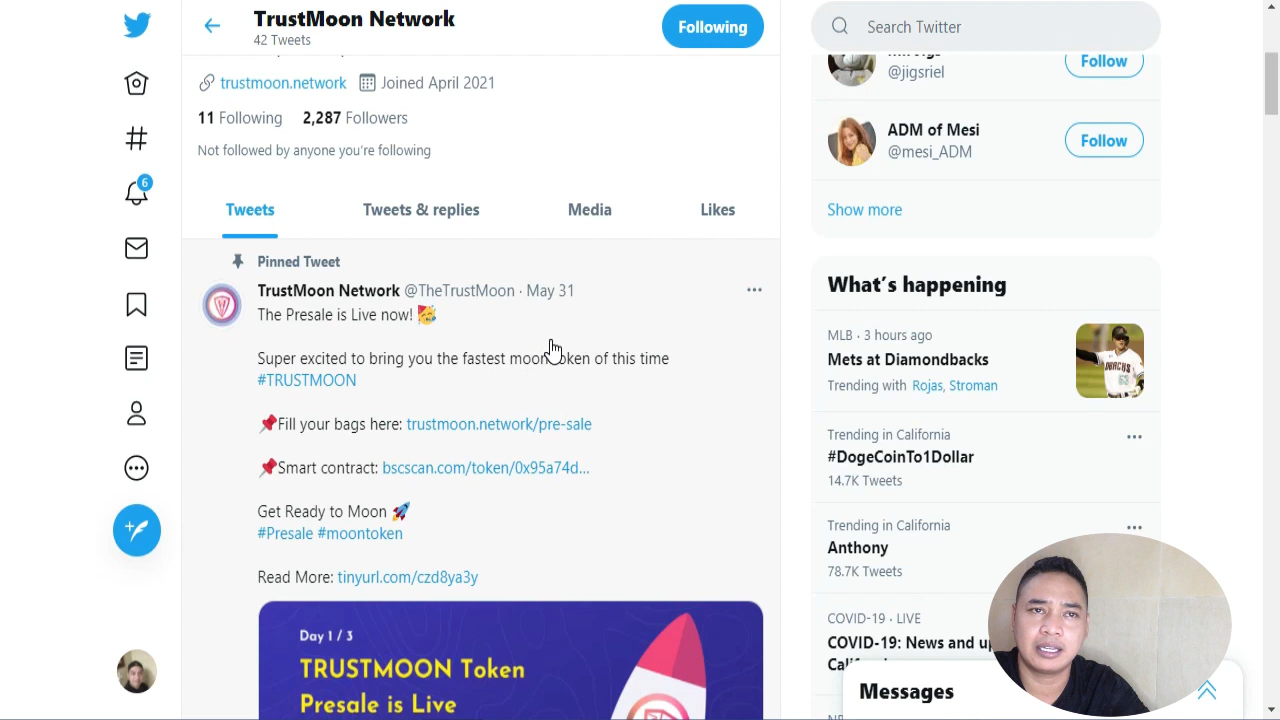 TrustMoon Network
42 Tweets
Following
trustmoon.network Joined April 2021
11 Following 2,287 Followers
Not followed by anyone you're following
Tweets
Tweets & replies
Media
Likes
Pinned Tweet
TrustMoon Network @TheTrustMoon · May 31
The Presale is Live now! 🥳
Super excited to bring you the fastest moon token of this time
#TRUSTMOON
📌Fill your bags here: trustmoon.network/pre-sale
📌Smart contract: bscscan.com/token/0x95a74d...
Get Ready to Moon 🚀
#Presale #moontoken
Read More: tinyurl.com/czd8ya3y
Day 1 / 3
TRUSTMOON Token
Presale is Live
6
Search Twitter
@jigsriel
Follow
ADM of Mesi
@mesi_ADM
Follow
Show more
What's happening
MLB · 3 hours ago
Mets at Diamondbacks
Trending with Rojas, Stroman
Trending in California
#DogeCoinTo1Dollar
14.7K Tweets
Trending in California
Anthony
78.7K Tweets
COVID-19 · LIVE
COVID-19: News and
Messages